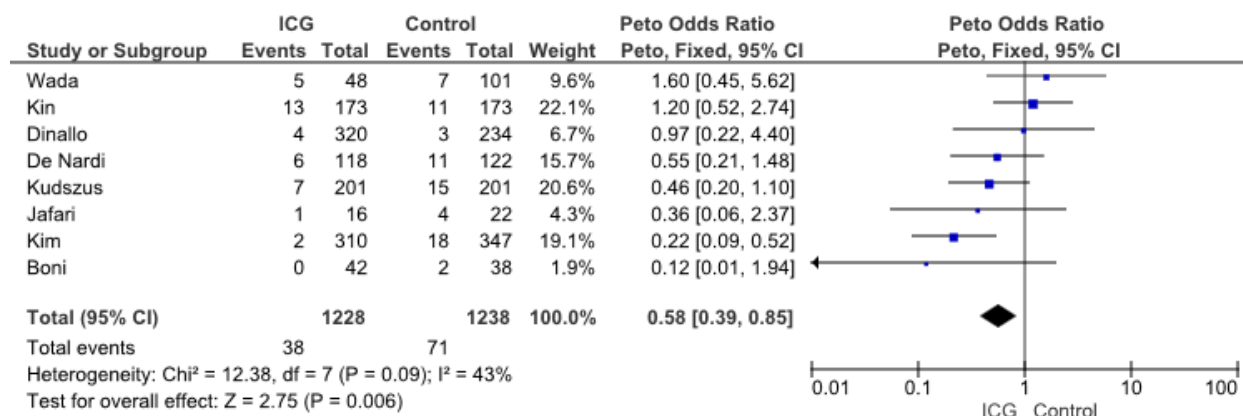 ICG Control Peto Odds Ratio Peto Odds Ratio
Study or Subgroup Events Total Events Total Weight Peto, Fixed, 95% CI Peto, Fixed, 95% CI
Wada 5 48 7 101 9.6% 1.60 [0.45, 5.62]
Kin 13 173 11 173 22.1% 1.20 [0.52, 2.74]
Dinallo 4 320 3 234 6.7% 0.97 [0.22, 4.40]
De Nardi 6 118 11 122 15.7% 0.55 [0.21, 1.48]
Kudszus 7 201 15 201 20.6% 0.46 [0.20, 1.10]
Jafari 1 16 4 22 4.3% 0.36 [0.06, 2.37]
Kim 2 310 18 347 19.1% 0.22 [0.09, 0.52]
Boni 0 42 2 38 1.9% 0.12 [0.01, 1.94]
Total (95% CI) 1228 1238 100.0% 0.58 [0.39, 0.85]
Total events 38 71
Heterogeneity: Chi² = 12.38, df = 7 (P = 0.09); I² = 43%
Test for overall effect: Z = 2.75 (P = 0.006)
0.01 0.1 1 10 100
ICG Control